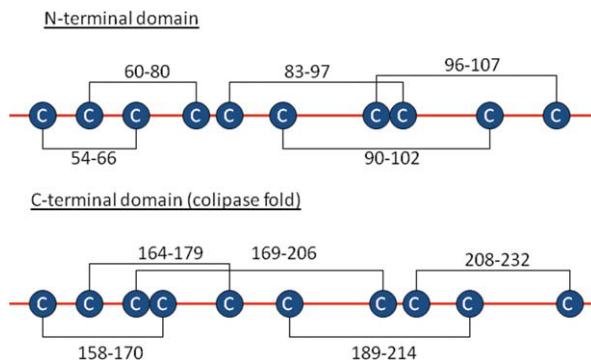 N-terminal domain
60-80 83-97 96-107
C C C C C C C C C C
54-66 90-102
C-terminal domain (colipase fold)
164-179 169-206 208-232
C C C C C C C C C C
158-170 189-214